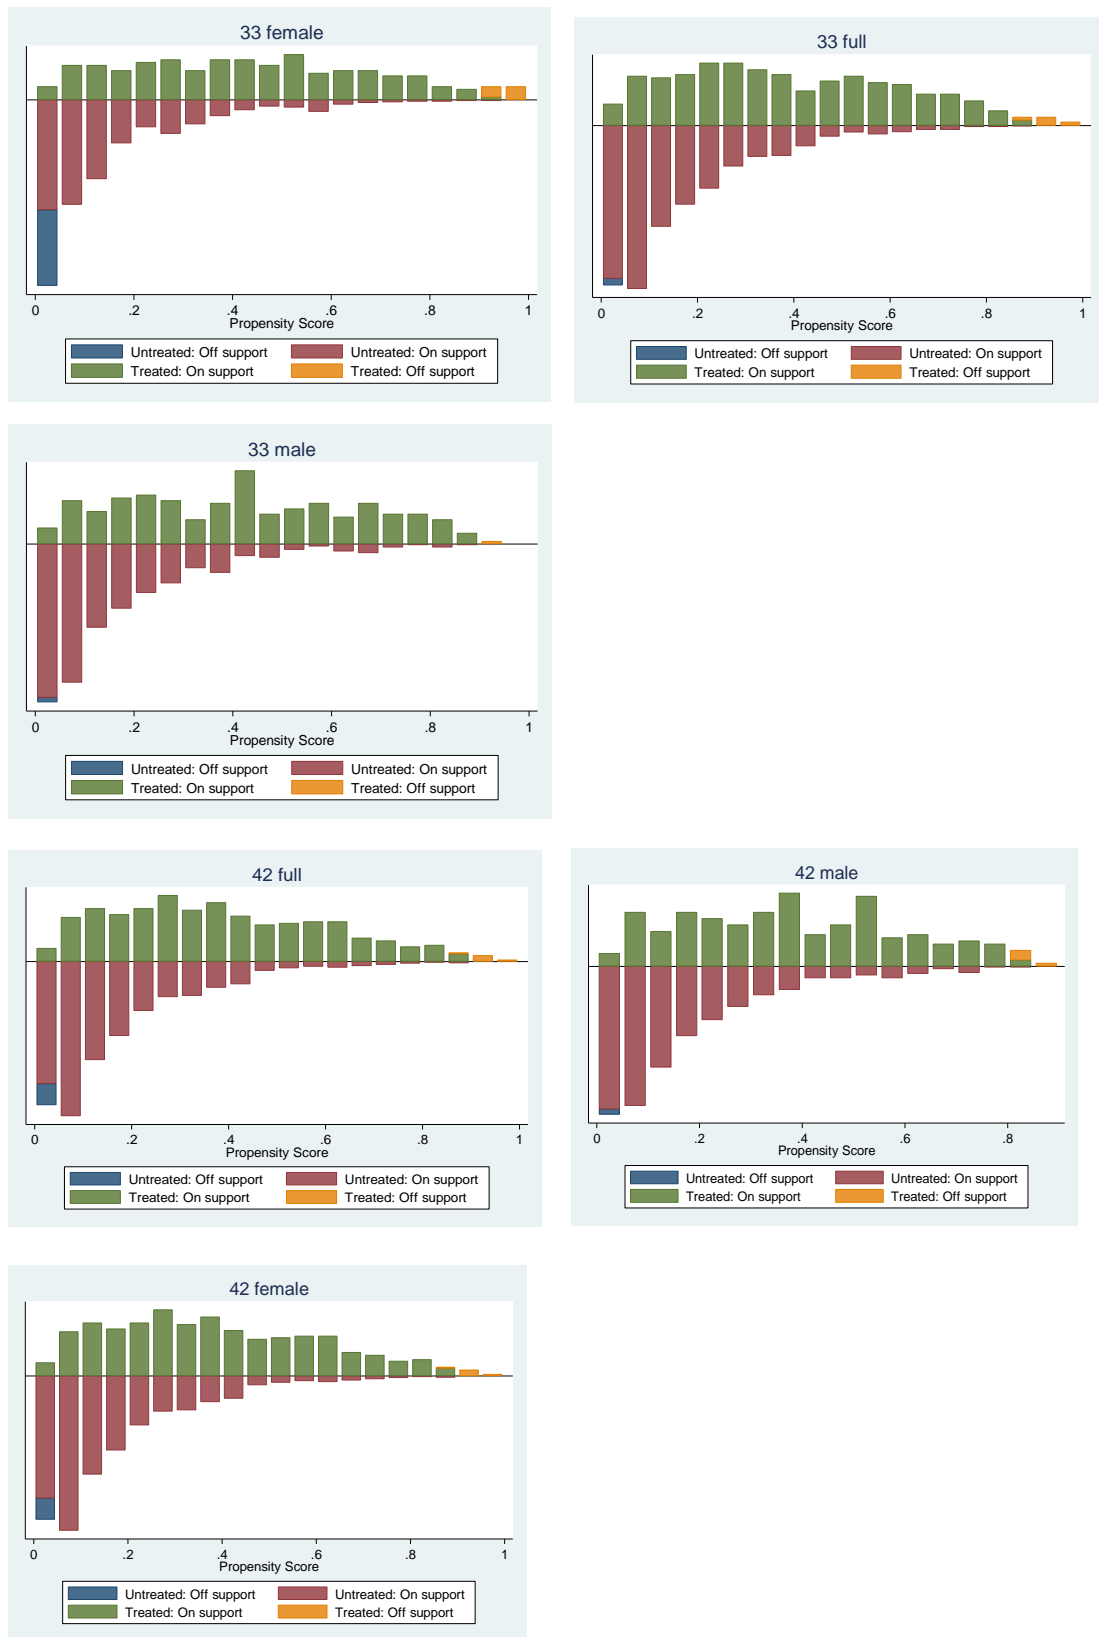 33 female
0 .2 .4 .6 .8 1
Propensity Score
Untreated: Off support Untreated: On support
Treated: On support Treated: Off support
33 full
0 .2 .4 .6 .8 1
Propensity Score
Untreated: Off support Untreated: On support
Treated: On support Treated: Off support
33 male
0 .2 .4 .6 .8 1
Propensity Score
Untreated: Off support Untreated: On support
Treated: On support Treated: Off support
42 full
0 .2 .4 .6 .8 1
Propensity Score
Untreated: Off support Untreated: On support
Treated: On support Treated: Off support
42 male
0 .2 .4 .6 .8
Propensity Score
Untreated: Off support Untreated: On support
Treated: On support Treated: Off support
42 female
0 .2 .4 .6 .8 1
Propensity Score
Untreated: Off support Untreated: On support
Treated: On support Treated: Off support